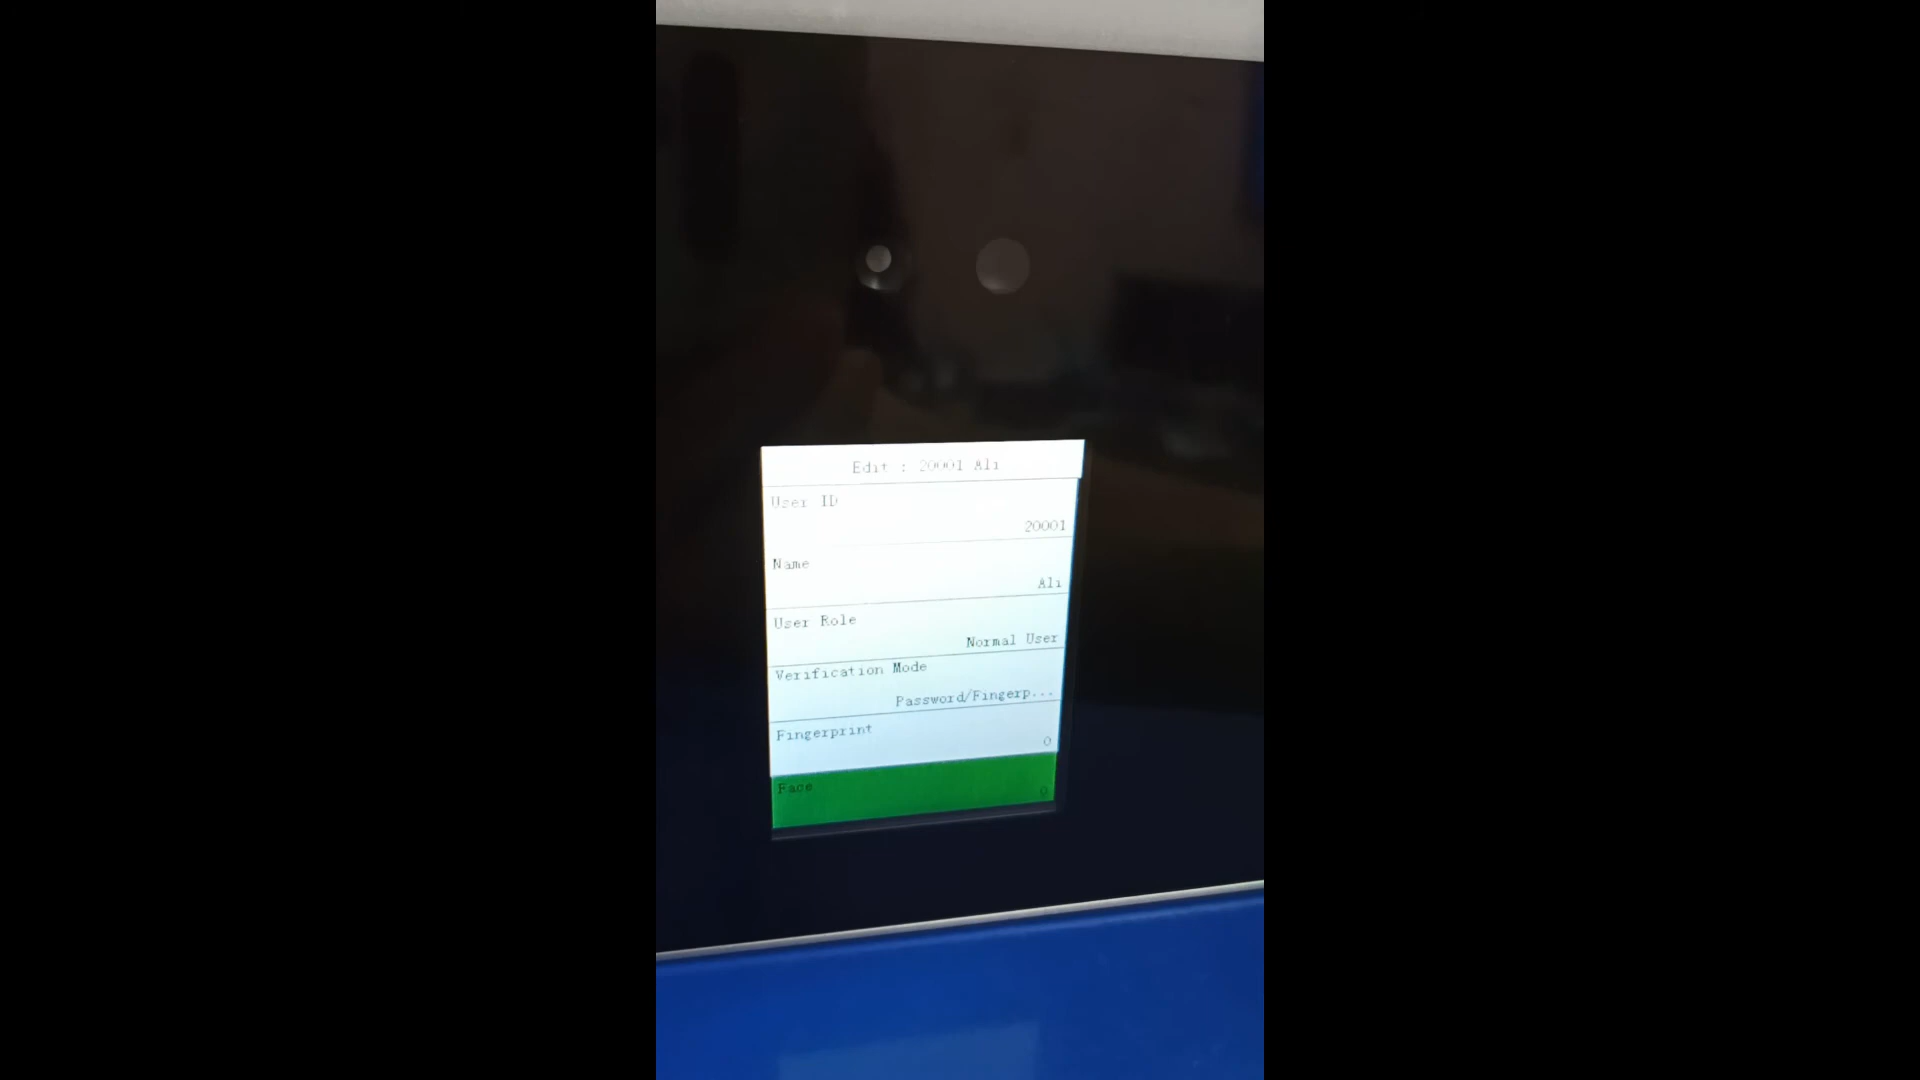 Edit : 20001 Ali
User ID
20001
Name
Ali
User Role
Normal User
Verification Mode
Password/Fingerp...
Fingerprint
0
Face
0